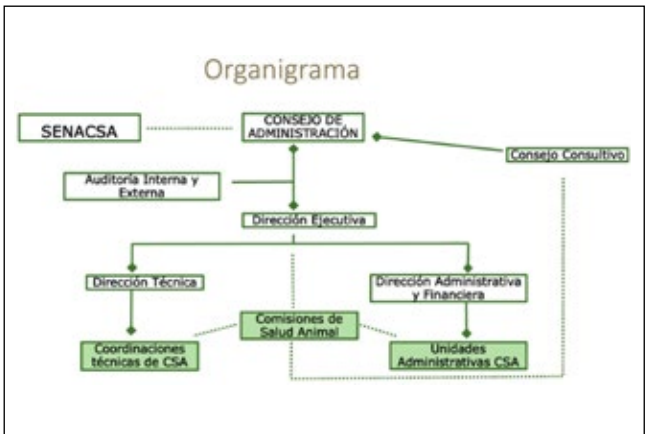 Organigrama
SENACSA
CONSEJO DE
ADMINISTRACIÓN
Consejo Consultivo
Auditoría Interna y
Externa
Dirección Ejecutiva
Dirección Técnica
Dirección Administrativa
y Financiera
Comisiones de
Salud Animal
Coordinaciones
técnicas de CSA
Unidades
Administrativas CSA